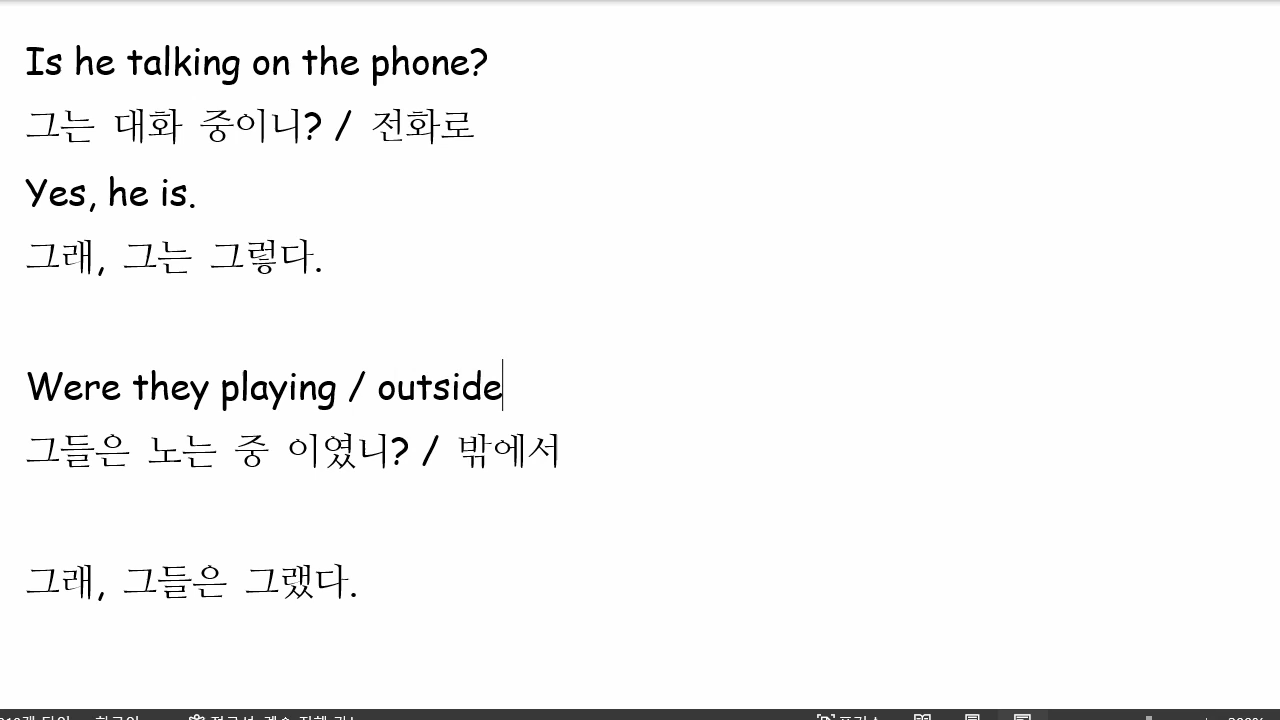 Is he talking on the phone?
그는 대화 중이니? / 전화로
Yes, he is.
그래, 그는 그렇다.
Were they playing / outside
그들은 노는 중 이였니? / 밖에서
그래, 그들은 그랬다.